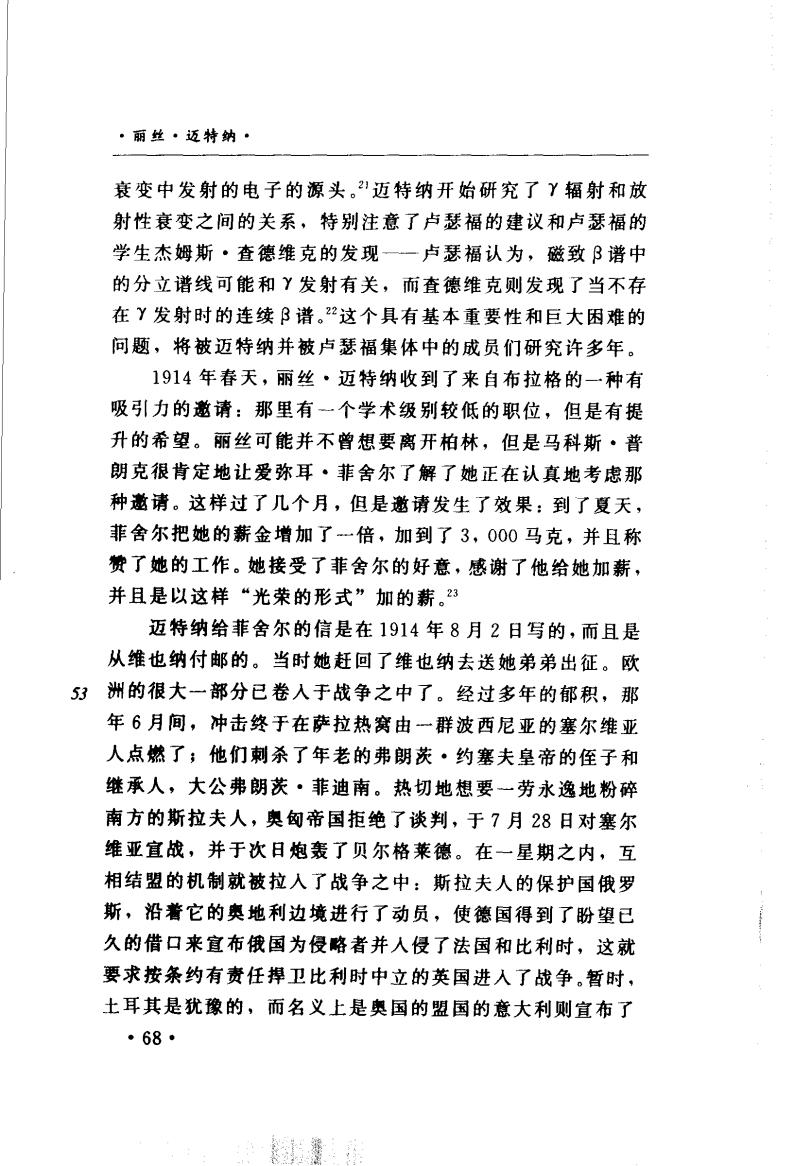 ·丽丝·迈特纳·
衰变中发射的电子的源头。²¹迈特纳开始研究了γ辐射和放
射性衰变之间的关系，特别注意了卢瑟福的建议和卢瑟福的
学生杰姆斯·查德维克的发现——卢瑟福认为，磁致β谱中
的分立谱线可能和γ发射有关，而查德维克则发现了当不存
在γ发射时的连续β谱。²²这个具有基本重要性和巨大困难的
问题，将被迈特纳并被卢瑟福集体中的成员们研究许多年。
1914年春天，丽丝·迈特纳收到了来自布拉格的一种有
吸引力的邀请：那里有一个学术级别较低的职位，但是有提
升的希望。丽丝可能并不曾想要离开柏林，但是马科斯·普
朗克很肯定地让爱弥耳·菲舍尔了解了她正在认真地考虑那
种邀请。这样过了几个月，但是邀请发生了效果：到了夏天，
菲舍尔把她的薪金增加了一倍，加到了3，000马克，并且称
赞了她的工作。她接受了菲舍尔的好意，感谢了他给她加薪，
并且是以这样“光荣的形式”加的薪。²³
迈特纳给菲舍尔的信是在1914年8月2日写的，而且是
从维也纳付邮的。当时她赶回了维也纳去送她弟弟出征。欧
53 洲的很大一部分已卷人于战争之中了。经过多年的郁积，那
年6月间，冲击终于在萨拉热窝由一群波西尼亚的塞尔维亚
人点燃了；他们刺杀了年老的弗朗茨·约塞夫皇帝的侄子和
继承人，大公弗朗茨·菲迪南。热切地想要一劳永逸地粉碎
南方的斯拉夫人，奥匈帝国拒绝了谈判，于7月28日对塞尔
维亚宣战，并于次日炮轰了贝尔格莱德。在一星期之内，互
相结盟的机制就被拉人了战争之中：斯拉夫人的保护国俄罗
斯，沿着它的奥地利边境进行了动员，使德国得到了盼望已
久的借口来宣布俄国为侵略者并人侵了法国和比利时，这就
要求按条约有责任捍卫比利时中立的英国进人了战争。暂时，
土耳其是犹豫的，而名义上是奥国的盟国的意大利则宣布了
·68·